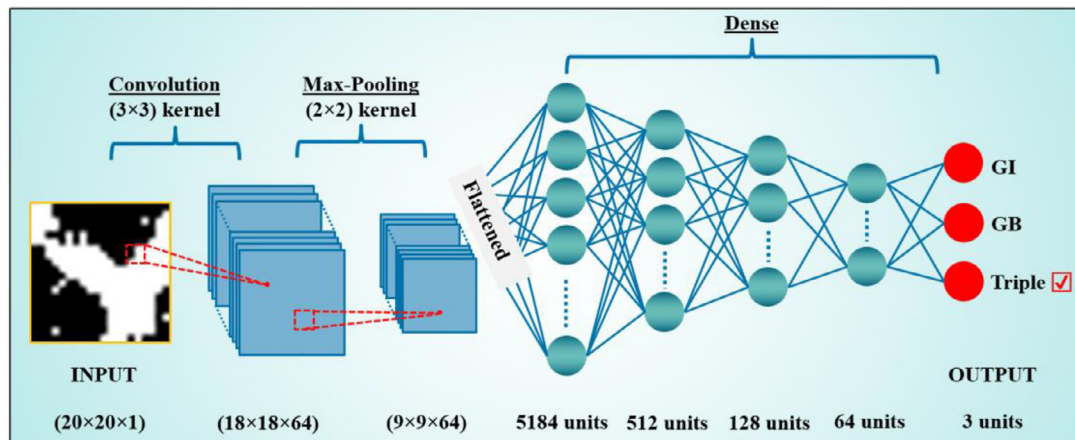 Dense
Convolution
(3×3) kernel
Max-Pooling
(2×2) kernel
Flattened
GI
GB
Triple
INPUT
OUTPUT
(20×20×1)
(18×18×64)
(9×9×64)
5184 units
512 units
128 units
64 units
3 units